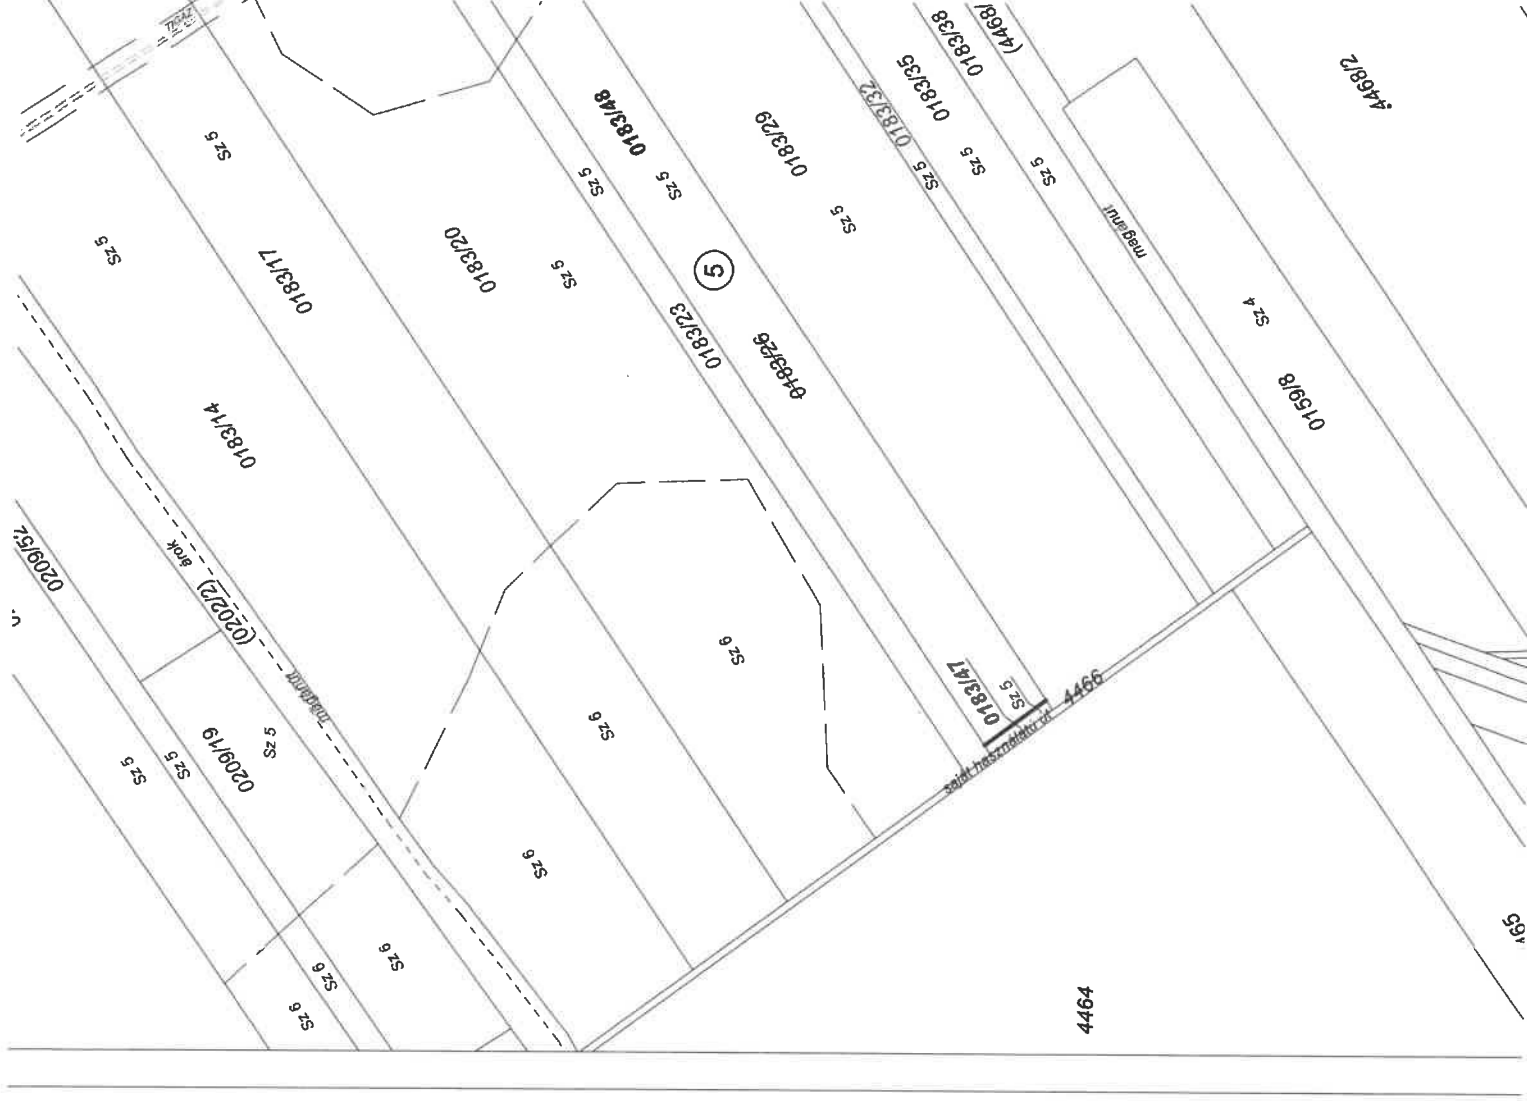 TIGÁZ
0183/38
(4468/
4468/2
0183/35
0183/48
0183/29
0183/32
Sz 5
Sz 5
Sz 5
Sz 5
Sz 5
Sz 5
Sz 5
Sz 5
magánút
Sz 5
0183/17
0183/20
Sz 5
5
0183/23
0183/26
Sz 4
0159/8
0183/14
0209/52
árok
(0202/2)
magánút
Sz 6
0183/47
Sz 5
4466
saját használatú út
Sz 6
0209/19
Sz 5
Sz 5
Sz 5
Sz 6
Sz 6
Sz 6
Sz 6
4464
465